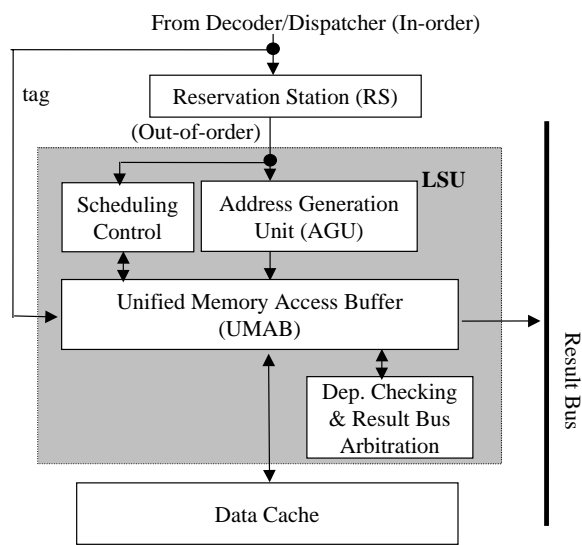 From Decoder/Dispatcher (In-order)
tag
Reservation Station (RS)
(Out-of-order)
LSU
Scheduling
Control
Address Generation
Unit (AGU)
Unified Memory Access Buffer
(UMAB)
Dep. Checking
& Result Bus
Arbitration
Result Bus
Data Cache